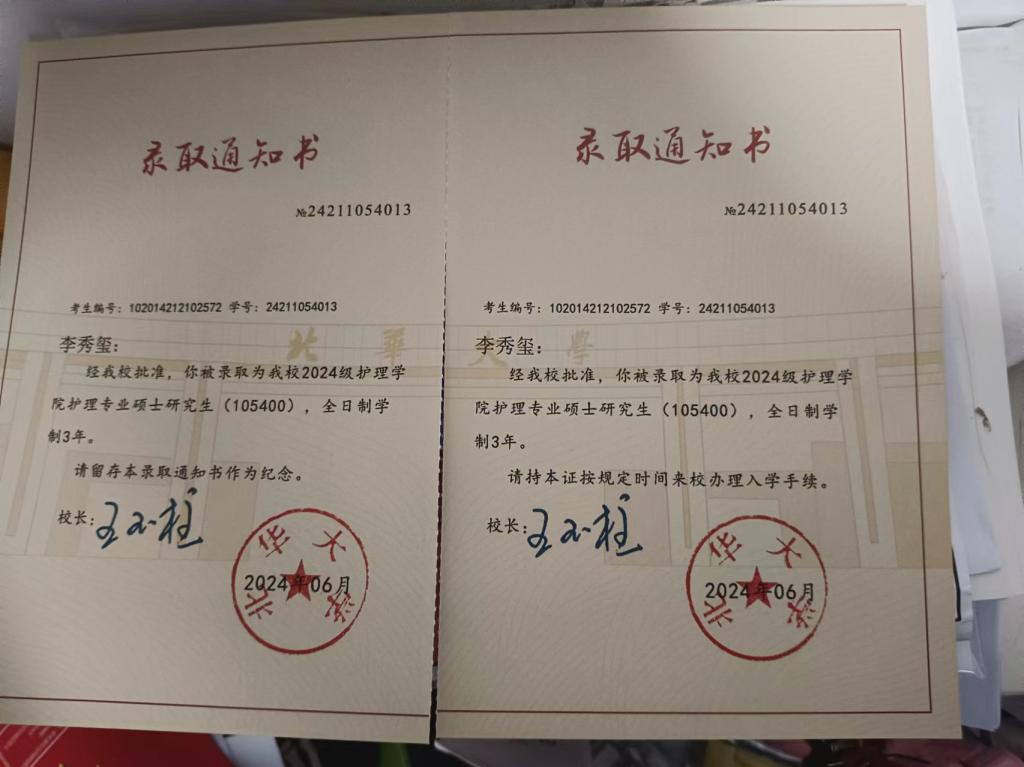 录取通知书
№24211054013
考生编号：102014212102572 学号：24211054013
李秀玺：
经我校批准，你被录取为我校2024级护理学
院护理专业硕士研究生（105400），全日制学
制3年。
请留存本录取通知书作为纪念。
校长：王玉柱
北华大学
2024年06月
录取通知书
№24211054013
考生编号：102014212102572 学号：24211054013
李秀玺：
经我校批准，你被录取为我校2024级护理学
院护理专业硕士研究生（105400），全日制学
制3年。
请持本证按规定时间来校办理入学手续。
校长：王玉柱
北华大学
2024年06月
北華大學